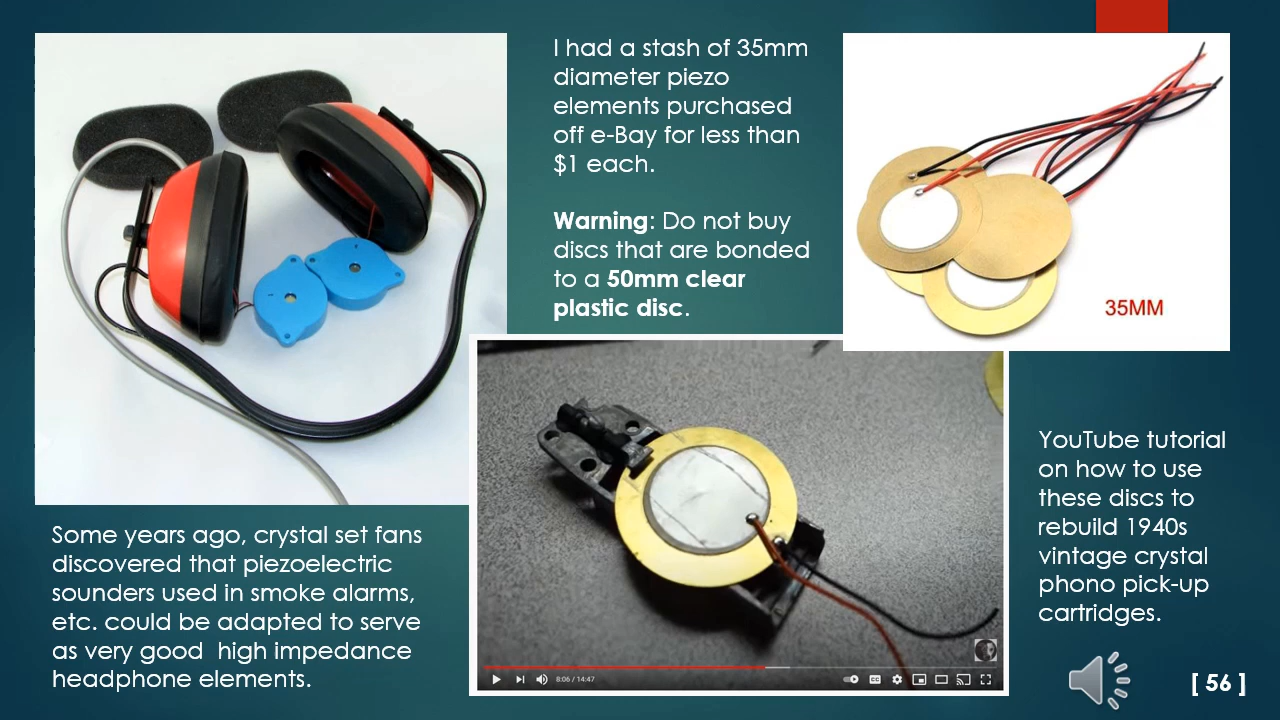 I had a stash of 35mm
diameter piezo
elements purchased
off e-Bay for less than
$1 each.
Warning: Do not buy
discs that are bonded
to a 50mm clear
plastic disc.
35MM
Some years ago, crystal set fans
discovered that piezoelectric
sounders used in smoke alarms,
etc. could be adapted to serve
as very good  high impedance
headphone elements.
8:06 / 14:47
YouTube tutorial
on how to use
these discs to
rebuild 1940s
vintage crystal
phono pick-up
cartridges.
[ 56 ]